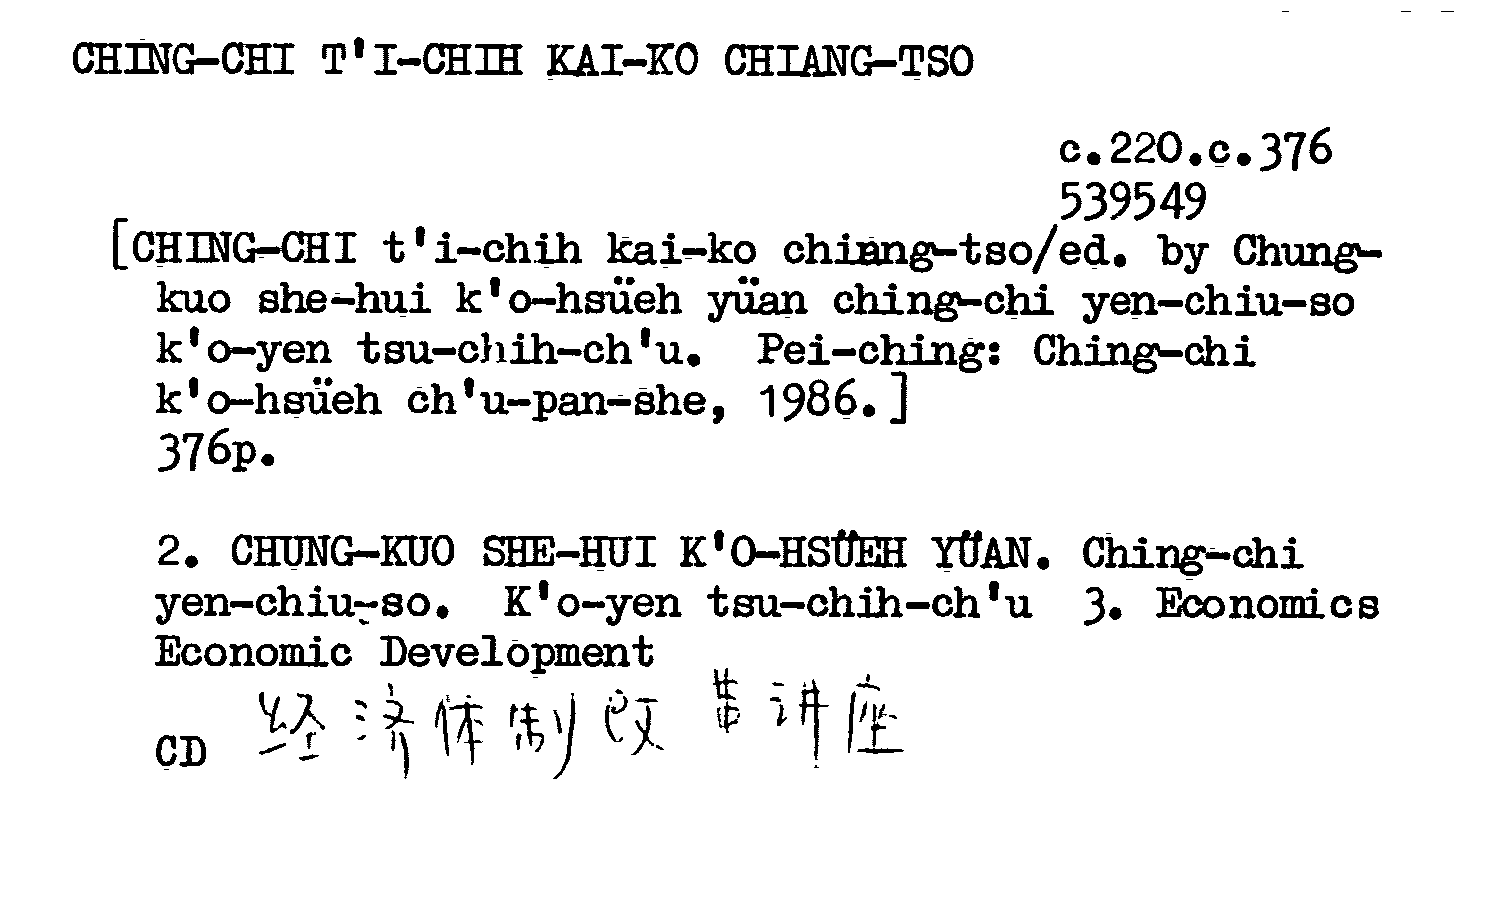 CHING-CHI T'I-CHIH KAI-KO CHIANG-TSO
c.220.c.376
539549
[CHING-CHI t'i-chih kai-ko chiang-tso/ed. by Chung-
kuo she-hui k'o-hsüeh yüan ching-chi yen-chiu-so
k'o-yen tsu-chih-ch'u.  Pei-ching: Ching-chi
k'o-hsüeh ch'u-pan-she, 1986.]
376p.
2. CHUNG-KUO SHE-HUI K'O-HSÜEH YÜAN. Ching-chi
yen-chiu-so.  K'o-yen tsu-chih-ch'u  3. Economics
Economic Development
CD 经济体制改革讲座